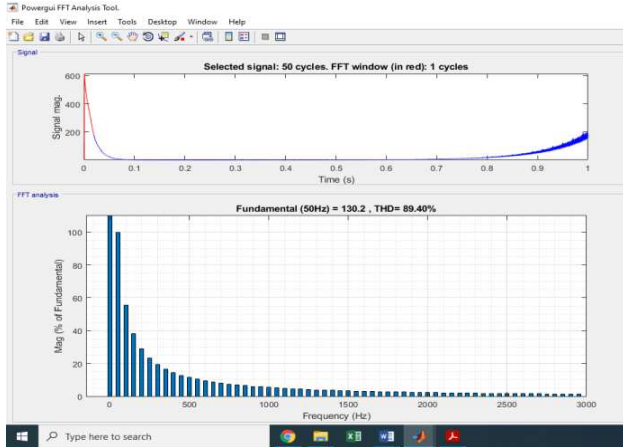 Powergui FFT Analysis Tool.
File Edit View Insert Tools Desktop Window Help
Signal
Selected signal: 50 cycles. FFT window (in red): 1 cycles
Signal mag.
600
400
200
0 0.1 0.2 0.3 0.4 0.5 0.6 0.7 0.8 0.9 1
Time (s)
FFT analysis
Fundamental (50Hz) = 130.2 , THD= 89.40%
Mag (% of Fundamental)
100
80
60
40
20
0
0 500 1000 1500 2000 2500 3000
Frequency (Hz)
Type here to search